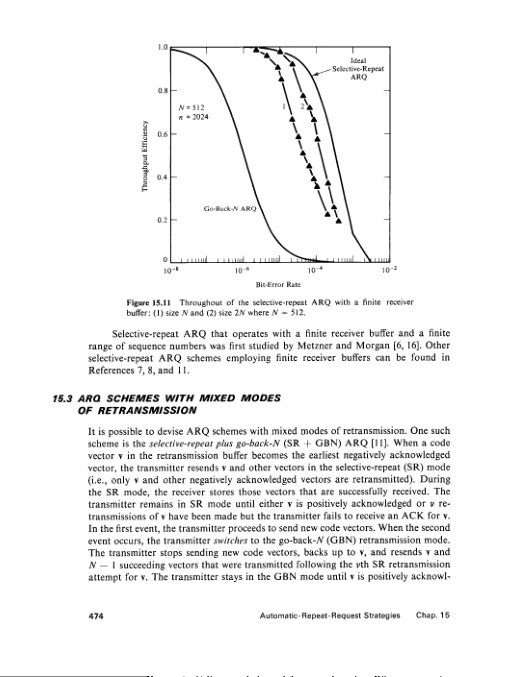 1.0
0.8
0.6
0.4
0.2
0
Throughput Efficiency
N = 512
n = 2024
Go-Back-N ARQ
1
2
Ideal
Selective-Repeat
ARQ
10⁻⁸
10⁻⁶
10⁻⁴
10⁻²
Bit-Error Rate
Figure 15.11 Throughout of the selective-repeat ARQ with a finite receiver
buffer: (1) size N and (2) size 2N where N = 512.
Selective-repeat ARQ that operates with a finite receiver buffer and a finite
range of sequence numbers was first studied by Metzner and Morgan [6, 16]. Other
selective-repeat ARQ schemes employing finite receiver buffers can be found in
References 7, 8, and 11.
15.3 ARQ SCHEMES WITH MIXED MODES
OF RETRANSMISSION
It is possible to devise ARQ schemes with mixed modes of retransmission. One such
scheme is the selective-repeat plus go-back-N (SR + GBN) ARQ [11]. When a code
vector v in the retransmission buffer becomes the earliest negatively acknowledged
vector, the transmitter resends v and other vectors in the selective-repeat (SR) mode
(i.e., only v and other negatively acknowledged vectors are retransmitted). During
the SR mode, the receiver stores those vectors that are successfully received. The
transmitter remains in SR mode until either v is positively acknowledged or ν re-
transmissions of v have been made but the transmitter fails to receive an ACK for v.
In the first event, the transmitter proceeds to send new code vectors. When the second
event occurs, the transmitter switches to the go-back-N (GBN) retransmission mode.
The transmitter stops sending new code vectors, backs up to v, and resends v and
N − 1 succeeding vectors that were transmitted following the νth SR retransmission
attempt for v. The transmitter stays in the GBN mode until v is positively acknowl-
474
Automatic-Repeat-Request Strategies Chap. 15